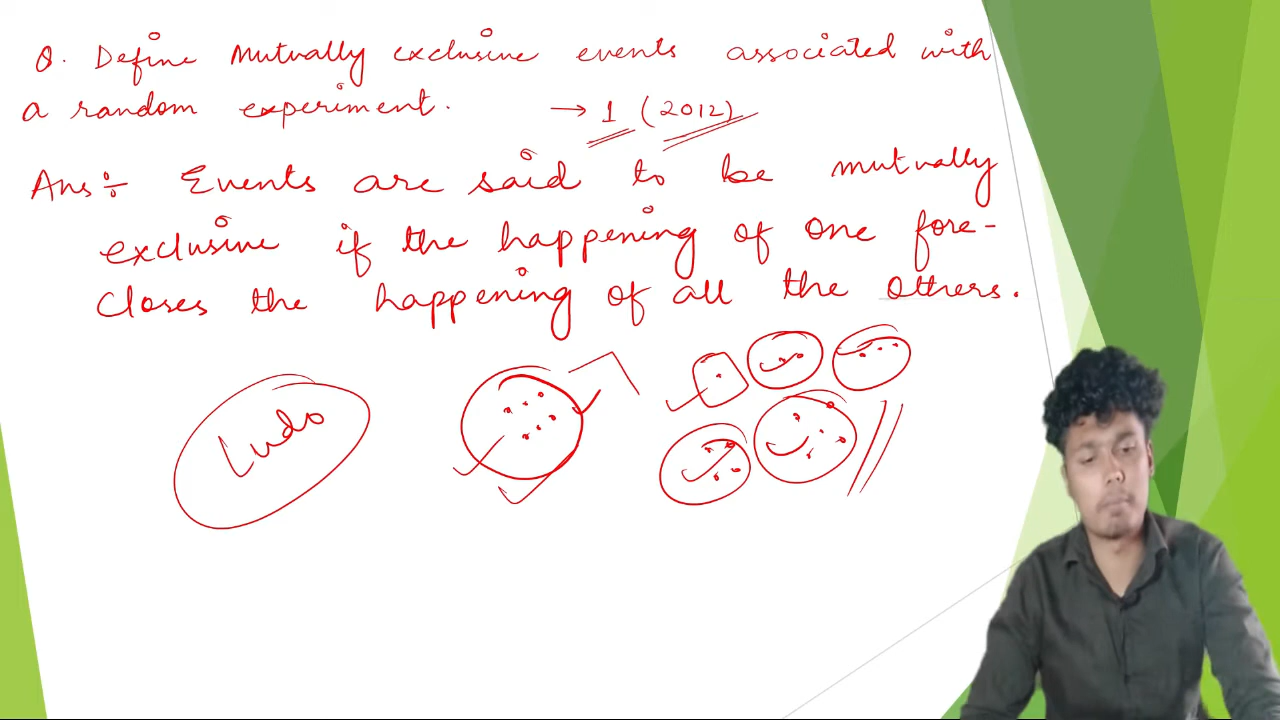 Q. Define Mutually exclusive events associated with
a random experiment. → 1 (2012)
Ans÷ Events are said to be mutually
exclusive if the happening of one fore-
closes the happening of all the others.
Ludo